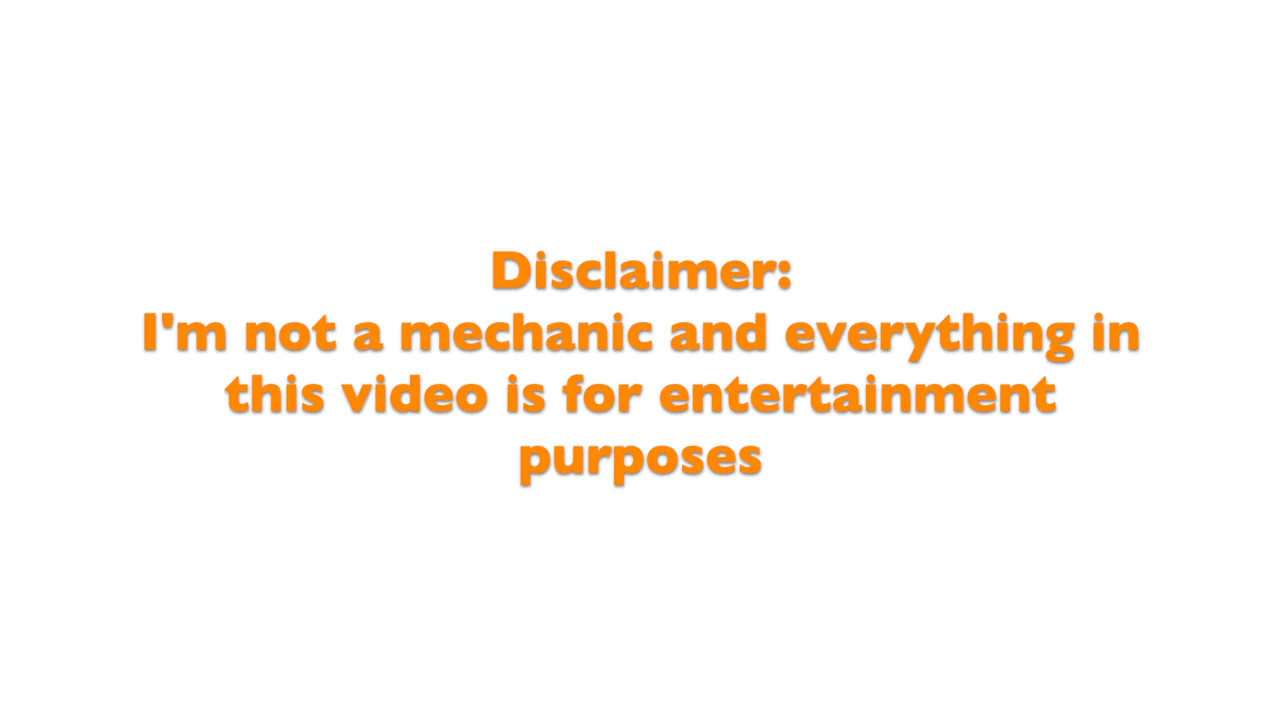 Disclaimer:
I'm not a mechanic and everything in
this video is for entertainment
purposes